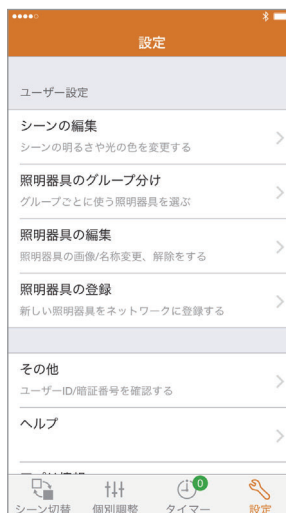 設定
ユーザー設定
シーンの編集
シーンの明るさや光の色を変更する
照明器具のグループ分け
グループごとに使う照明器具を選ぶ
照明器具の編集
照明器具の画像/名称変更、解除をする
照明器具の登録
新しい照明器具をネットワークに登録する
その他
ユーザーID/暗証番号を確認する
ヘルプ
0
シーン切替 個別調整 タイマー 設定